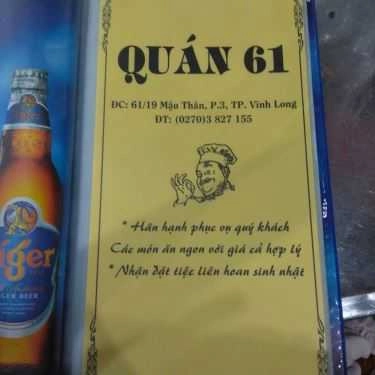 QUÁN 61
ĐC: 61/19 Mậu Thân, P.3, TP. Vĩnh Long
ĐT: (0270)3 827 155
* Hân hạnh phục vụ quý khách
Các món ăn ngon với giá cả hợp lý
* Nhận đặt tiệc liên hoan sinh nhật
Tiger
TIGER BEER